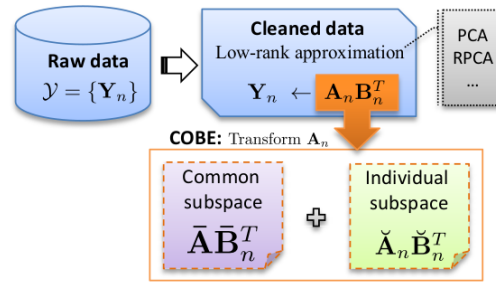 Raw data
𝒴 = {Y_n}
Cleaned data
Low-rank approximation
Y_n ← A_n B_n^T
PCA
RPCA
...
COBE: Transform A_n
Common
subspace
Ā B̄_n^T
+
Individual
subspace
Ă_n B̆_n^T